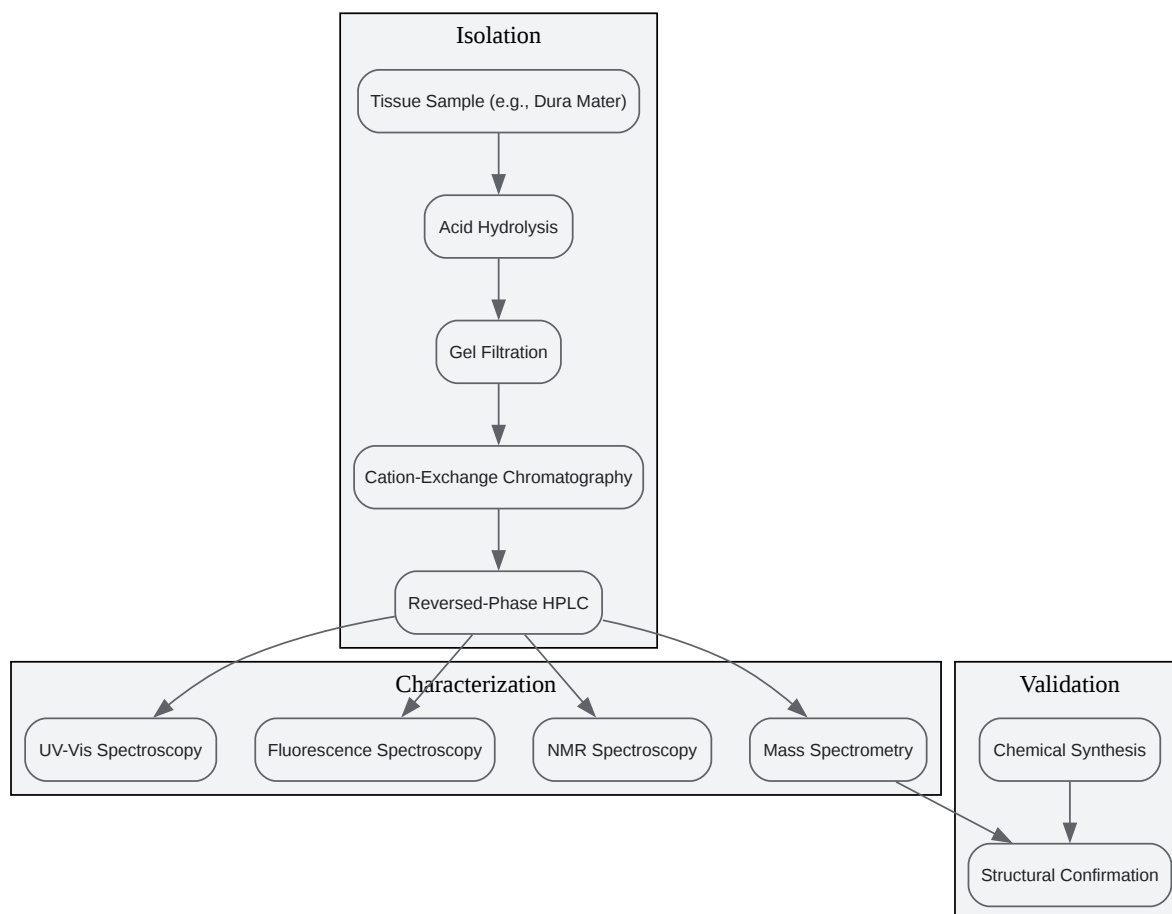 Isolation
Tissue Sample (e.g., Dura Mater)
Acid Hydrolysis
Gel Filtration
Cation-Exchange Chromatography
Reversed-Phase HPLC
Characterization
UV-Vis Spectroscopy
Fluorescence Spectroscopy
NMR Spectroscopy
Mass Spectrometry
Validation
Chemical Synthesis
Structural Confirmation